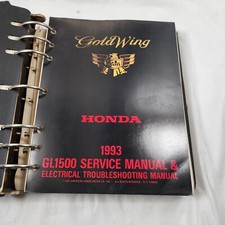 GoldWing
HONDA
1993
GL1500 SERVICE MANUAL &
ELECTRICAL TROUBLESHOOTING MANUAL